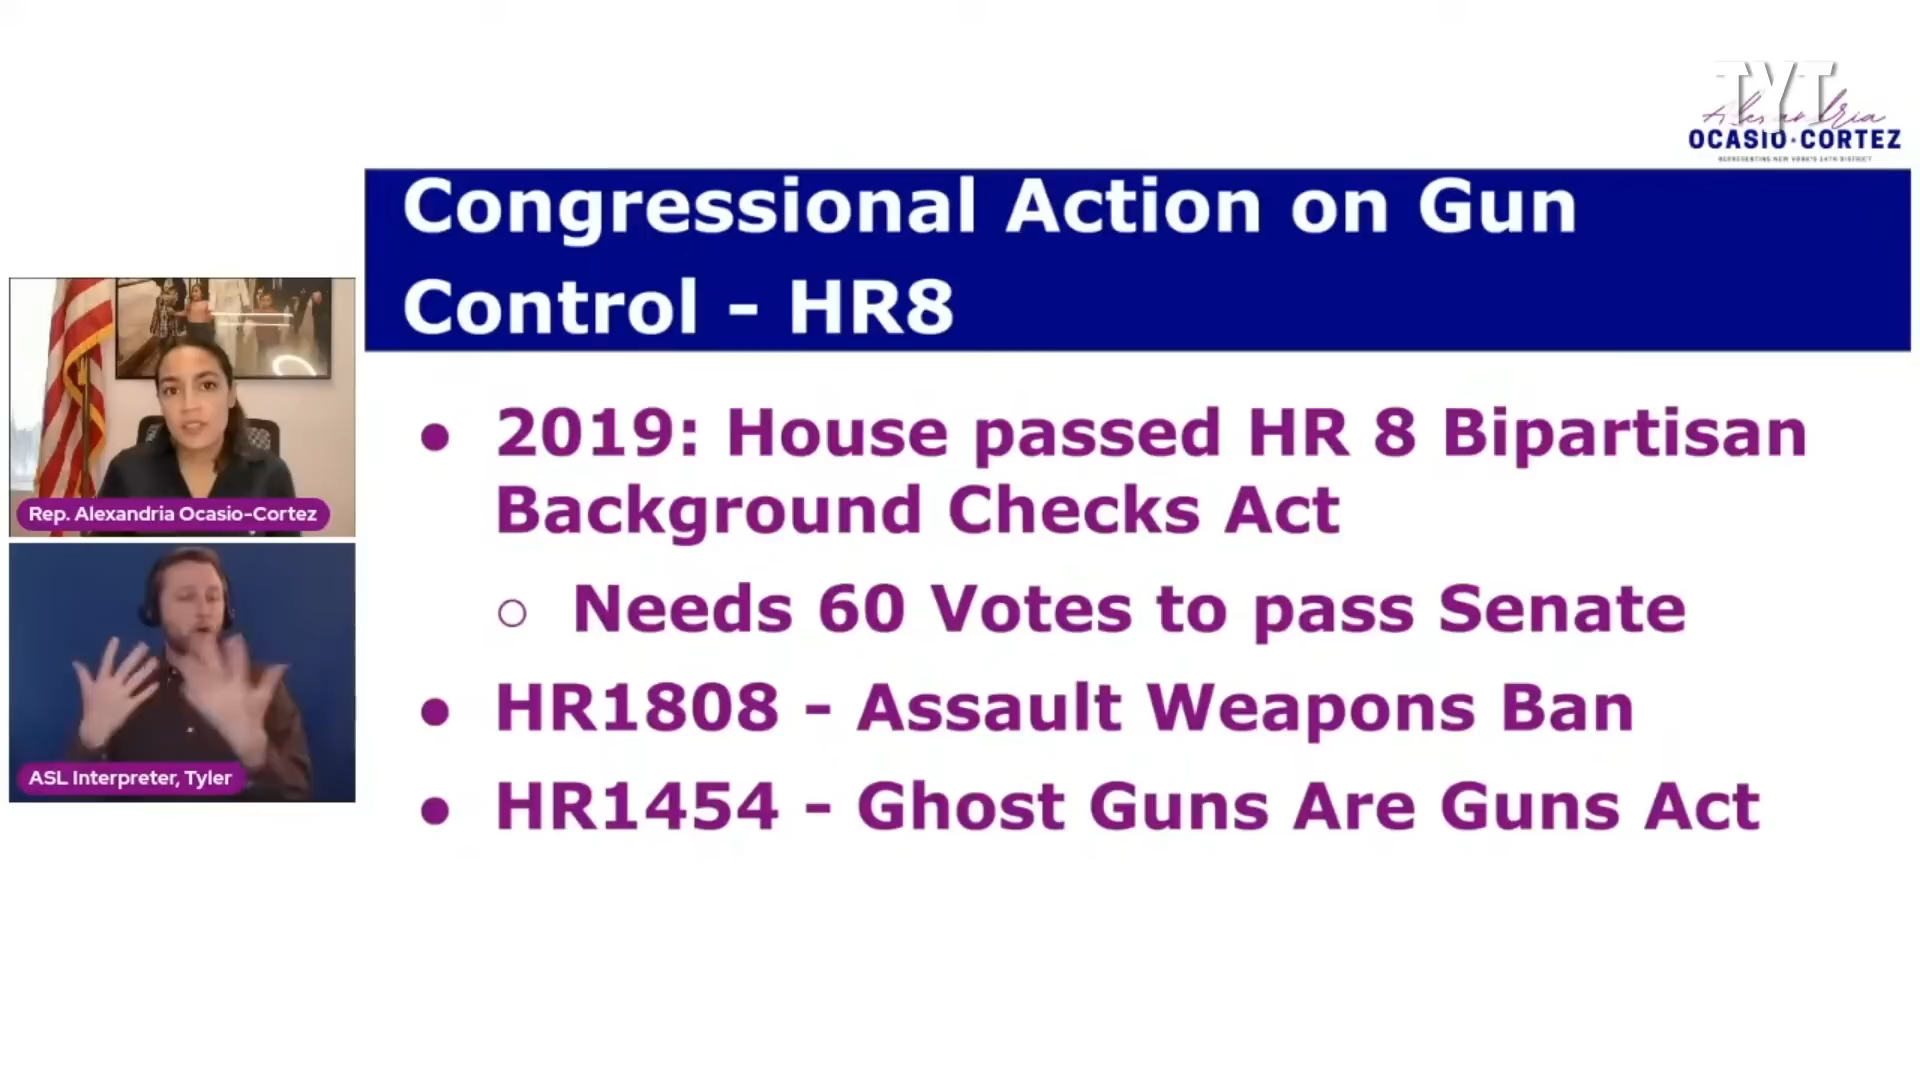 TYT
Alexandria
OCASIO-CORTEZ
REPRESENTING NEW YORK'S 14TH DISTRICT
Congressional Action on Gun
Control - HR8
● 2019: House passed HR 8 Bipartisan
Background Checks Act
○ Needs 60 Votes to pass Senate
● HR1808 - Assault Weapons Ban
● HR1454 - Ghost Guns Are Guns Act
Rep. Alexandria Ocasio-Cortez
ASL Interpreter, Tyler